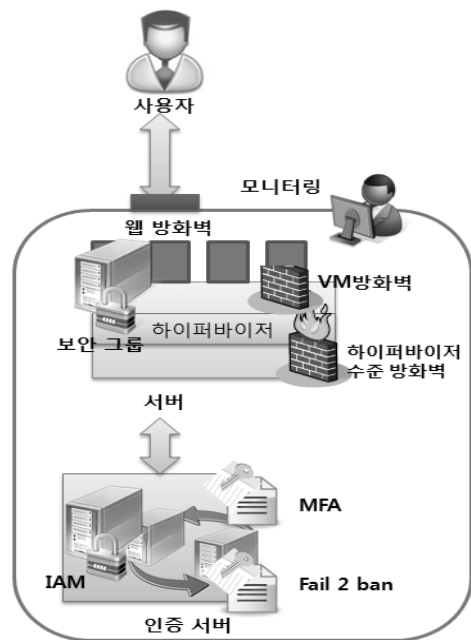 사용자
모니터링
웹 방화벽
VM방화벽
하이퍼바이저
보안 그룹
하이퍼바이저
수준 방화벽
서버
MFA
IAM
Fail 2 ban
인증 서버